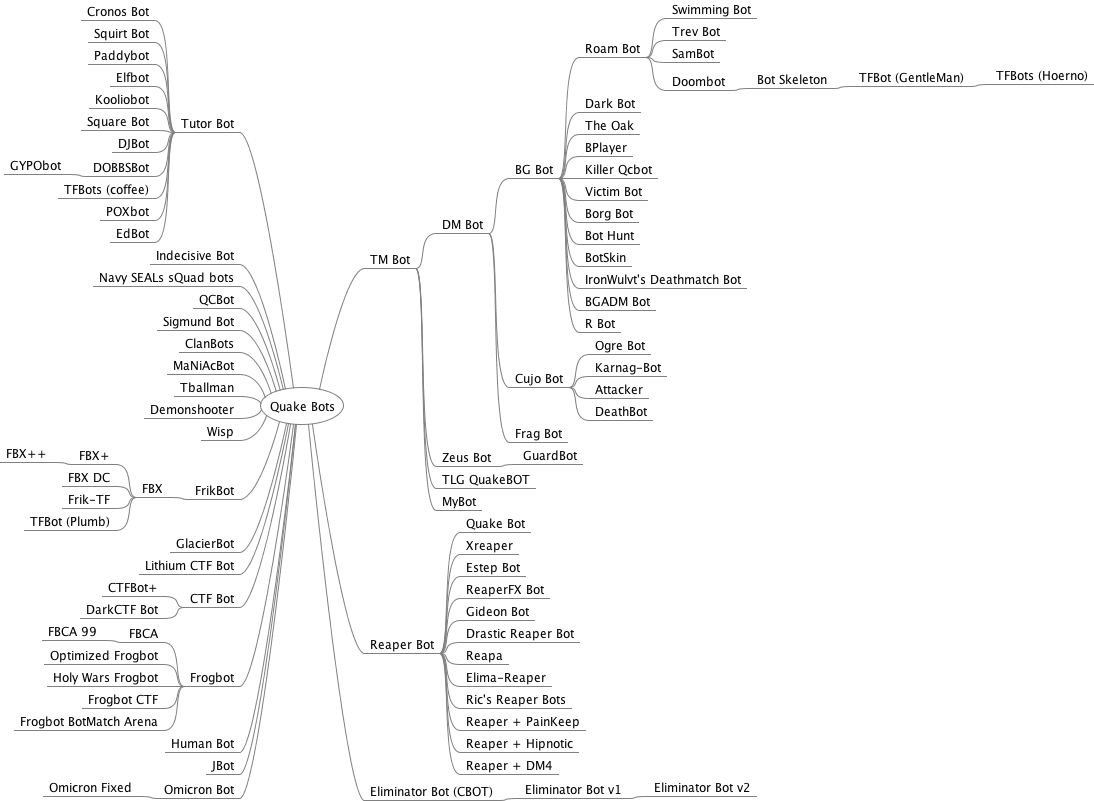 Quake Bots
Tutor Bot
Cronos Bot
Squirt Bot
Paddybot
Elfbot
Kooliobot
Square Bot
DJBot
DOBBSBot
GYPObot
TFBots (coffee)
POXbot
EdBot
Indecisive Bot
Navy SEALs sQuad bots
QCBot
Sigmund Bot
ClanBots
MaNiAcBot
Tballman
Demonshooter
Wisp
FrikBot
FBX
FBX+
FBX++
FBX DC
Frik-TF
TFBot (Plumb)
GlacierBot
Lithium CTF Bot
CTF Bot
CTFBot+
DarkCTF Bot
Frogbot
FBCA
FBCA 99
Optimized Frogbot
Holy Wars Frogbot
Frogbot CTF
Frogbot BotMatch Arena
Human Bot
JBot
Omicron Bot
Omicron Fixed
TM Bot
DM Bot
BG Bot
Roam Bot
Swimming Bot
Trev Bot
SamBot
Doombot
Bot Skeleton
TFBot (GentleMan)
TFBots (Hoerno)
Dark Bot
The Oak
BPlayer
Killer Qcbot
Victim Bot
Borg Bot
Bot Hunt
BotSkin
IronWulvt's Deathmatch Bot
BGADM Bot
R Bot
Cujo Bot
Ogre Bot
Karnag-Bot
Attacker
DeathBot
Frag Bot
Zeus Bot
GuardBot
TLG QuakeBOT
MyBot
Reaper Bot
Quake Bot
Xreaper
Estep Bot
ReaperFX Bot
Gideon Bot
Drastic Reaper Bot
Reapa
Elima-Reaper
Ric's Reaper Bots
Reaper + PainKeep
Reaper + Hipnotic
Reaper + DM4
Eliminator Bot (CBOT)
Eliminator Bot v1
Eliminator Bot v2